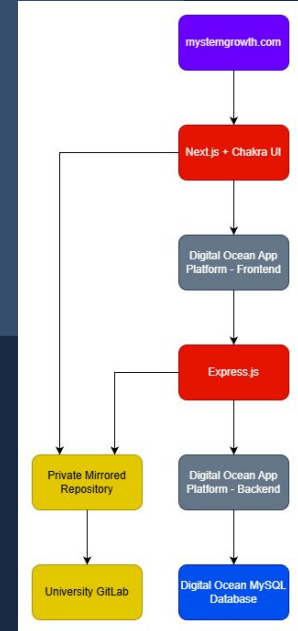 mystemgrowth.com
Next.js + Chakra UI
Digital Ocean App
Platform - Frontend
Express.js
Private Mirrored
Repository
Digital Ocean App
Platform - Backend
University GitLab
Digital Ocean MySQL
Database